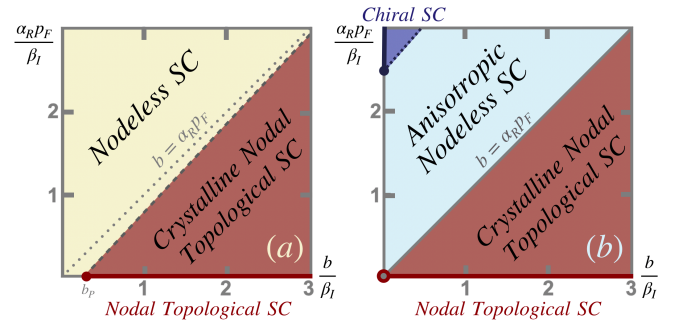 α_R p_F
β_I
2
1
Nodeless SC
b = α_R p_F
Crystalline Nodal
Topological SC
(a)
b_P
1
2
3
b
β_I
Nodal Topological SC
Chiral SC
α_R p_F
β_I
2
1
Anisotropic
Nodeless SC
b = α_R p_F
Crystalline Nodal
Topological SC
(b)
1
2
3
b
β_I
Nodal Topological SC